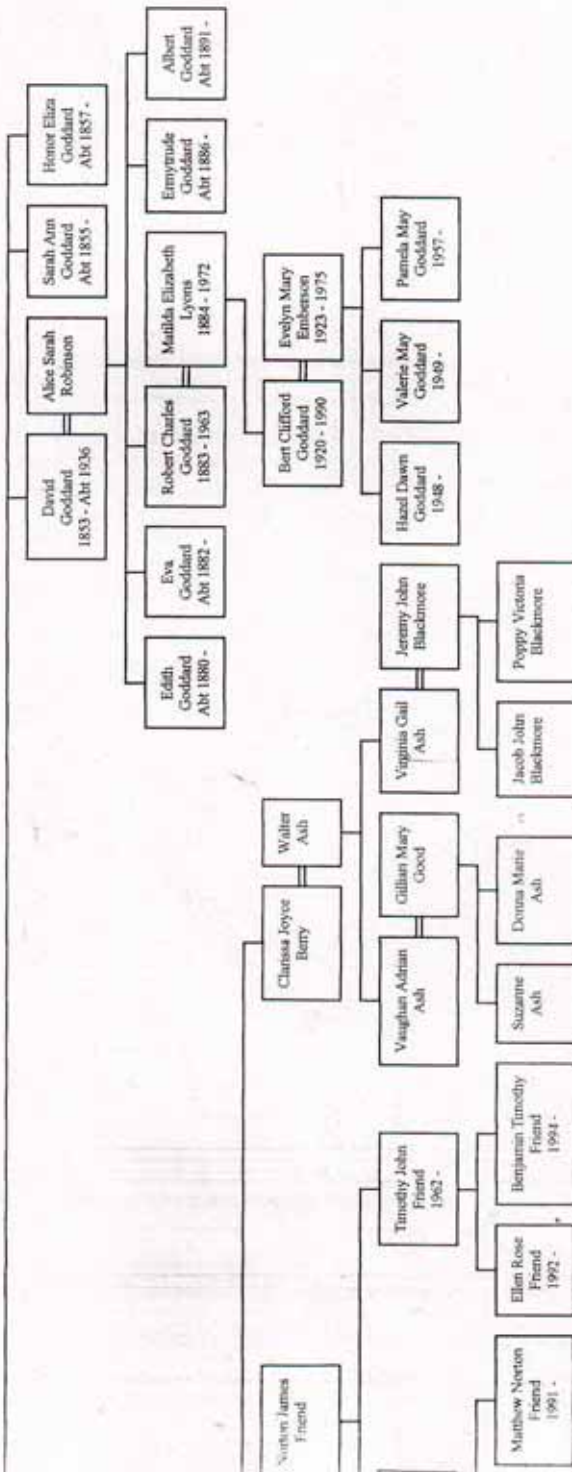 David
Goddard
1853 - Abt 1936
Alice Sarah
Robinson
Sarah Ann
Goddard
Abt 1855 -
Honor Eliza
Goddard
Abt 1857 -
Edith
Goddard
Abt 1880 -
Eva
Goddard
Abt 1882 -
Robert Charles
Goddard
1883 - 1963
Matilda Elizabeth
Lyons
1884 - 1972
Ermytrude
Goddard
Abt 1886 -
Albert
Goddard
Abt 1891 -
Norton James
Friend
Clarissa Joyce
Berry
Walter
Ash
Bert Clifford
Goddard
1920 - 1990
Evelyn Mary
Emberson
1923 - 1975
Timothy John
Friend
1962 -
Vaughan Adrian
Ash
Gillian Mary
Good
Virginia Gail
Ash
Jeremy John
Blackmore
Hazel Dawn
Goddard
1948 -
Valerie May
Goddard
1949 -
Pamela May
Goddard
1957 -
Matthew Norton
Friend
1991 -
Ellen Rose
Friend
1992 -
Benjamin Timothy
Friend
1994 -
Suzanne
Ash
Donna Marie
Ash
Jacob John
Blackmore
Poppy Victoria
Blackmore